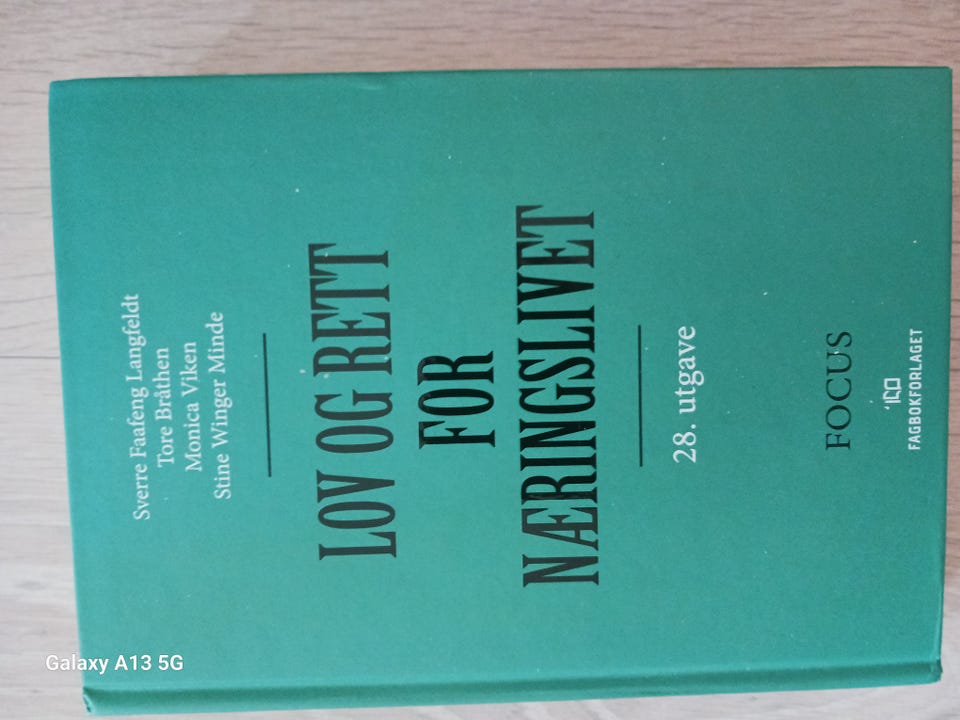 Sverre Faafeng Langfeldt
Tore Bråthen
Monica Viken
Stine Winger Minde
LOV OG RETT
FOR
NÆRINGSLIVET
28. utgave
FOCUS
FAGBOKFORLAGET
Galaxy A13 5G